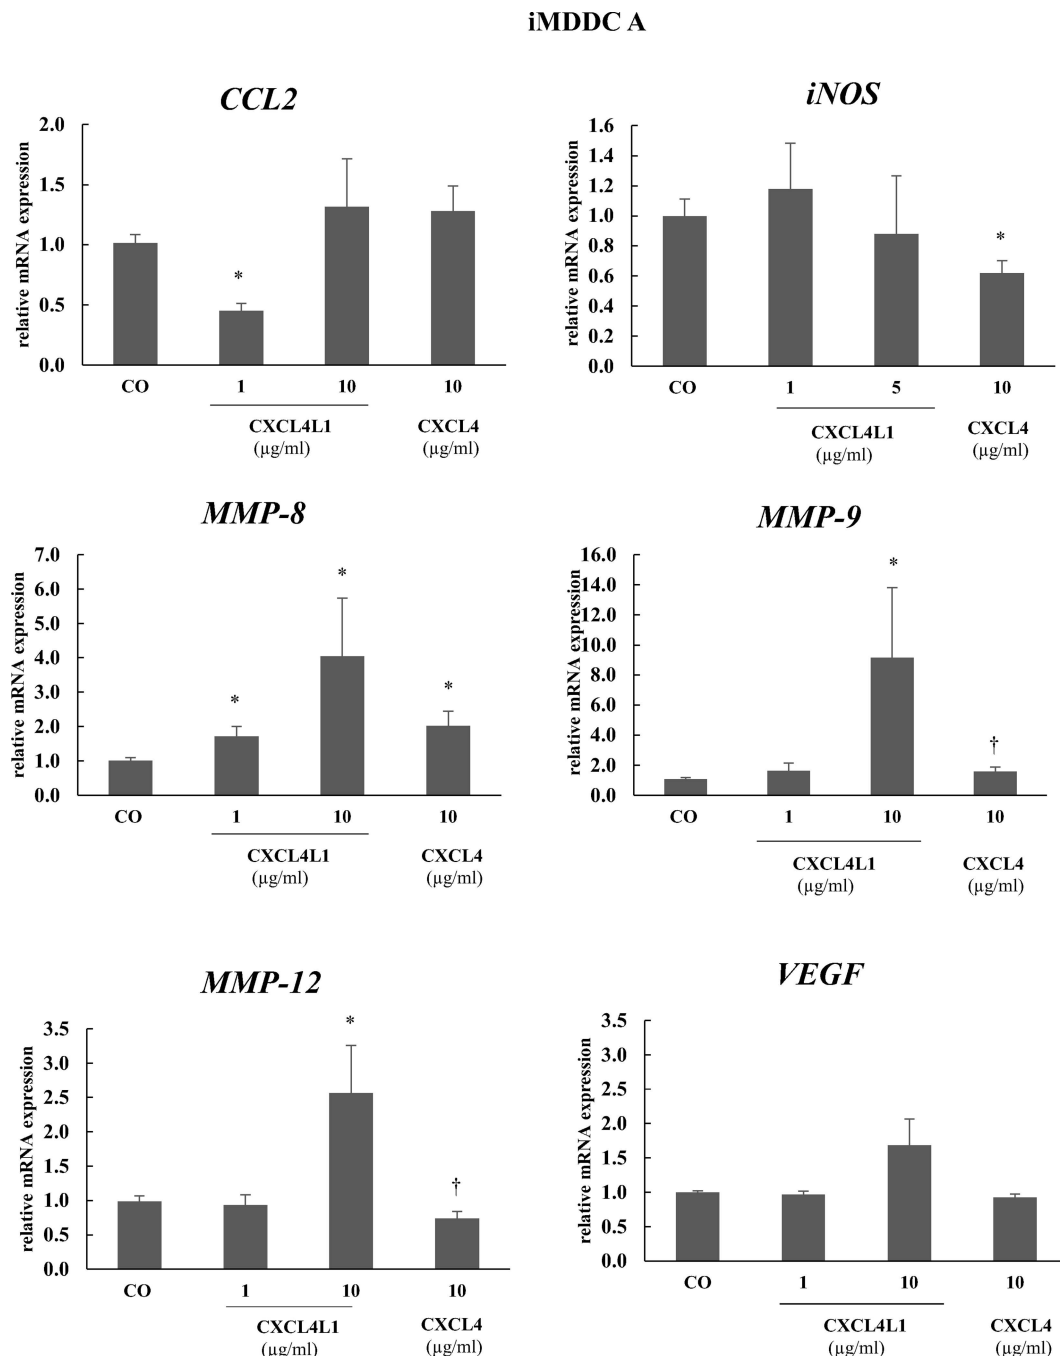 iMDDC A
CCL2
relative mRNA expression
2.0
1.5
1.0
0.5
0.0
*
CO 1 10 10
CXCL4L1 CXCL4
(µg/ml) (µg/ml)
iNOS
relative mRNA expression
1.6
1.4
1.2
1.0
0.8
0.6
0.4
0.2
0.0
*
CO 1 5 10
CXCL4L1 CXCL4
(µg/ml) (µg/ml)
MMP-8
relative mRNA expression
7.0
6.0
5.0
4.0
3.0
2.0
1.0
0.0
* * *
CO 1 10 10
CXCL4L1 CXCL4
(µg/ml) (µg/ml)
MMP-9
relative mRNA expression
16.0
14.0
12.0
10.0
8.0
6.0
4.0
2.0
0.0
* †
CO 1 10 10
CXCL4L1 CXCL4
(µg/ml) (µg/ml)
MMP-12
relative mRNA expression
3.5
3.0
2.5
2.0
1.5
1.0
0.5
0.0
* †
CO 1 10 10
CXCL4L1 CXCL4
(µg/ml) (µg/ml)
VEGF
relative mRNA expression
3.5
3.0
2.5
2.0
1.5
1.0
0.5
0.0
CO 1 10 10
CXCL4L1 CXCL4
(µg/ml) (µg/ml)